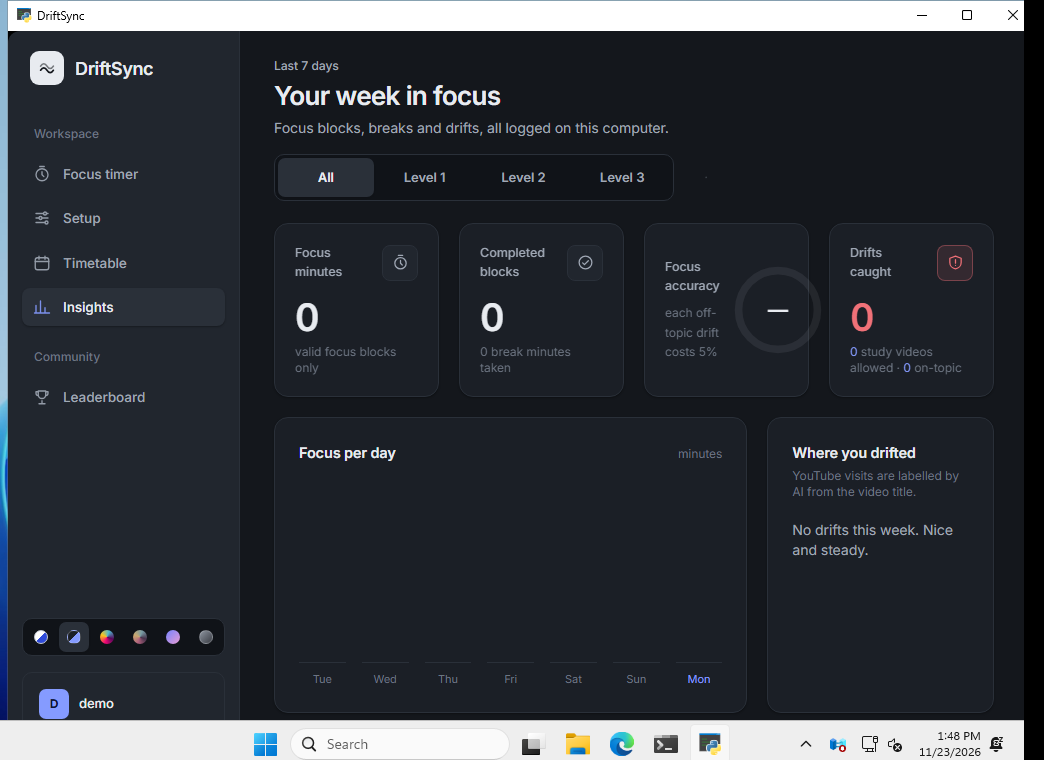 DriftSync
DriftSync
Workspace
Focus timer
Setup
Timetable
Insights
Community
Leaderboard
D demo
Last 7 days
Your week in focus
Focus blocks, breaks and drifts, all logged on this computer.
All Level 1 Level 2 Level 3
Focus
minutes
0
valid focus blocks
only
Completed
blocks
0
0 break minutes
taken
Focus
accuracy
each off-
topic drift
costs 5%
—
Drifts
caught
0
0 study videos
allowed · 0 on-topic
Focus per day minutes
Tue Wed Thu Fri Sat Sun Mon
Where you drifted
YouTube visits are labelled by
AI from the video title.
No drifts this week. Nice
and steady.
Search
1:48 PM
11/23/2026